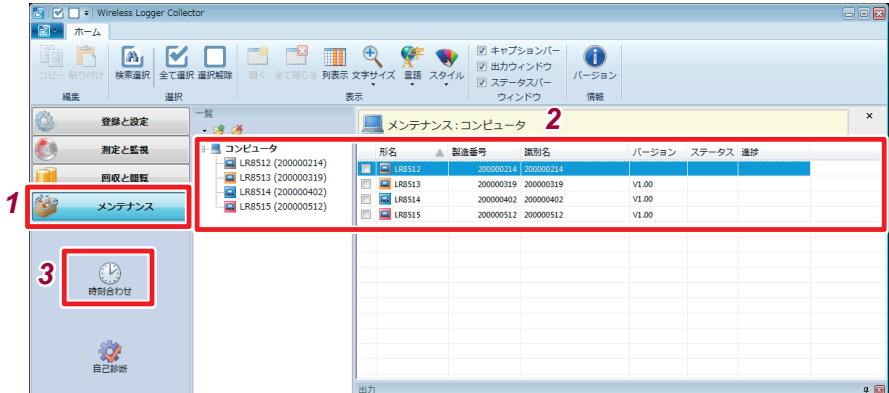 Wireless Logger Collector
ホーム
コピー 貼り付け 検索選択 全て選択 選択解除 開く 全て閉じる 列表示 文字サイズ 言語 スタイル
キャプションバー
出力ウィンドウ
ステータスバー
バージョン
編集 選択 表示 ウィンドウ 情報
登録と設定
測定と監視
回収と閲覧
1 メンテナンス
3
時刻合わせ
自己診断
一覧
コンピュータ
LR8512 (200000214)
LR8513 (200000319)
LR8514 (200000402)
LR8515 (200000512)
メンテナンス : コンピュータ 2
形名 製造番号 識別名 バージョン ステータス 進捗
LR8512 200000214 200000214
LR8513 200000319 200000319 V1.00
LR8514 200000402 200000402 V1.00
LR8515 200000512 200000512 V1.00
出力